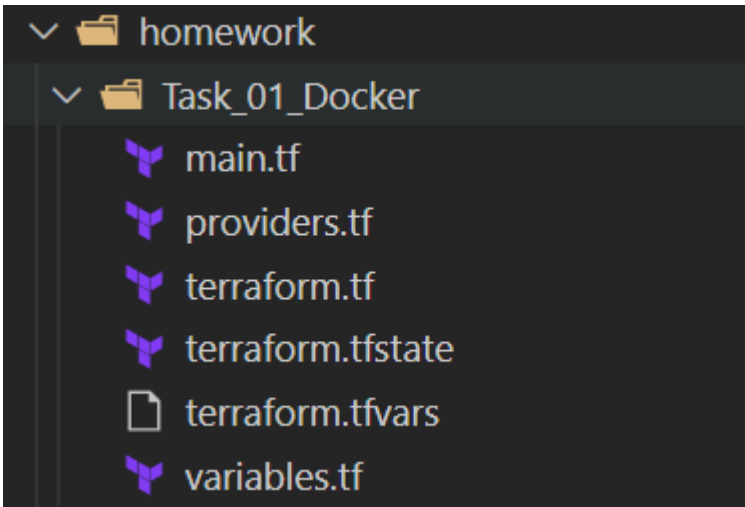 homework
Task_01_Docker
main.tf
providers.tf
terraform.tf
terraform.tfstate
terraform.tfvars
variables.tf